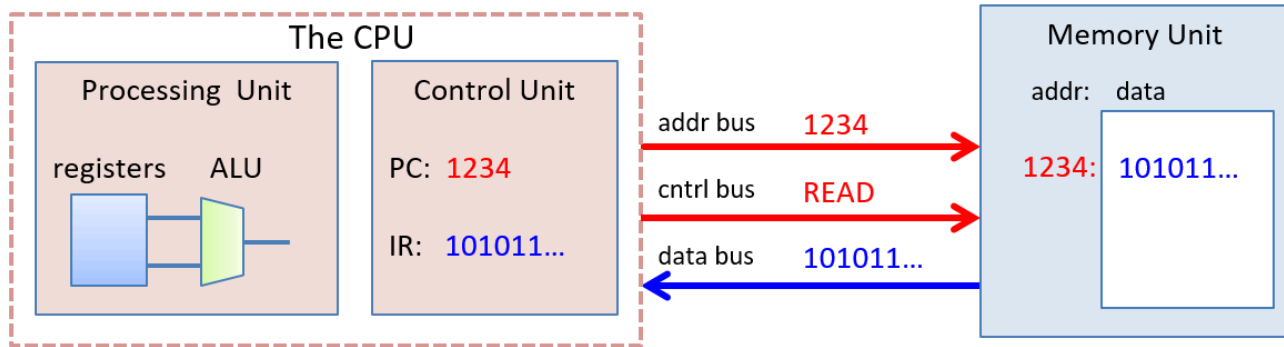 The CPU
Processing Unit
registers ALU
Control Unit
PC: 1234
IR: 101011...
addr bus 1234
cntrl bus READ
data bus 101011...
Memory Unit
addr: data
1234: 101011...